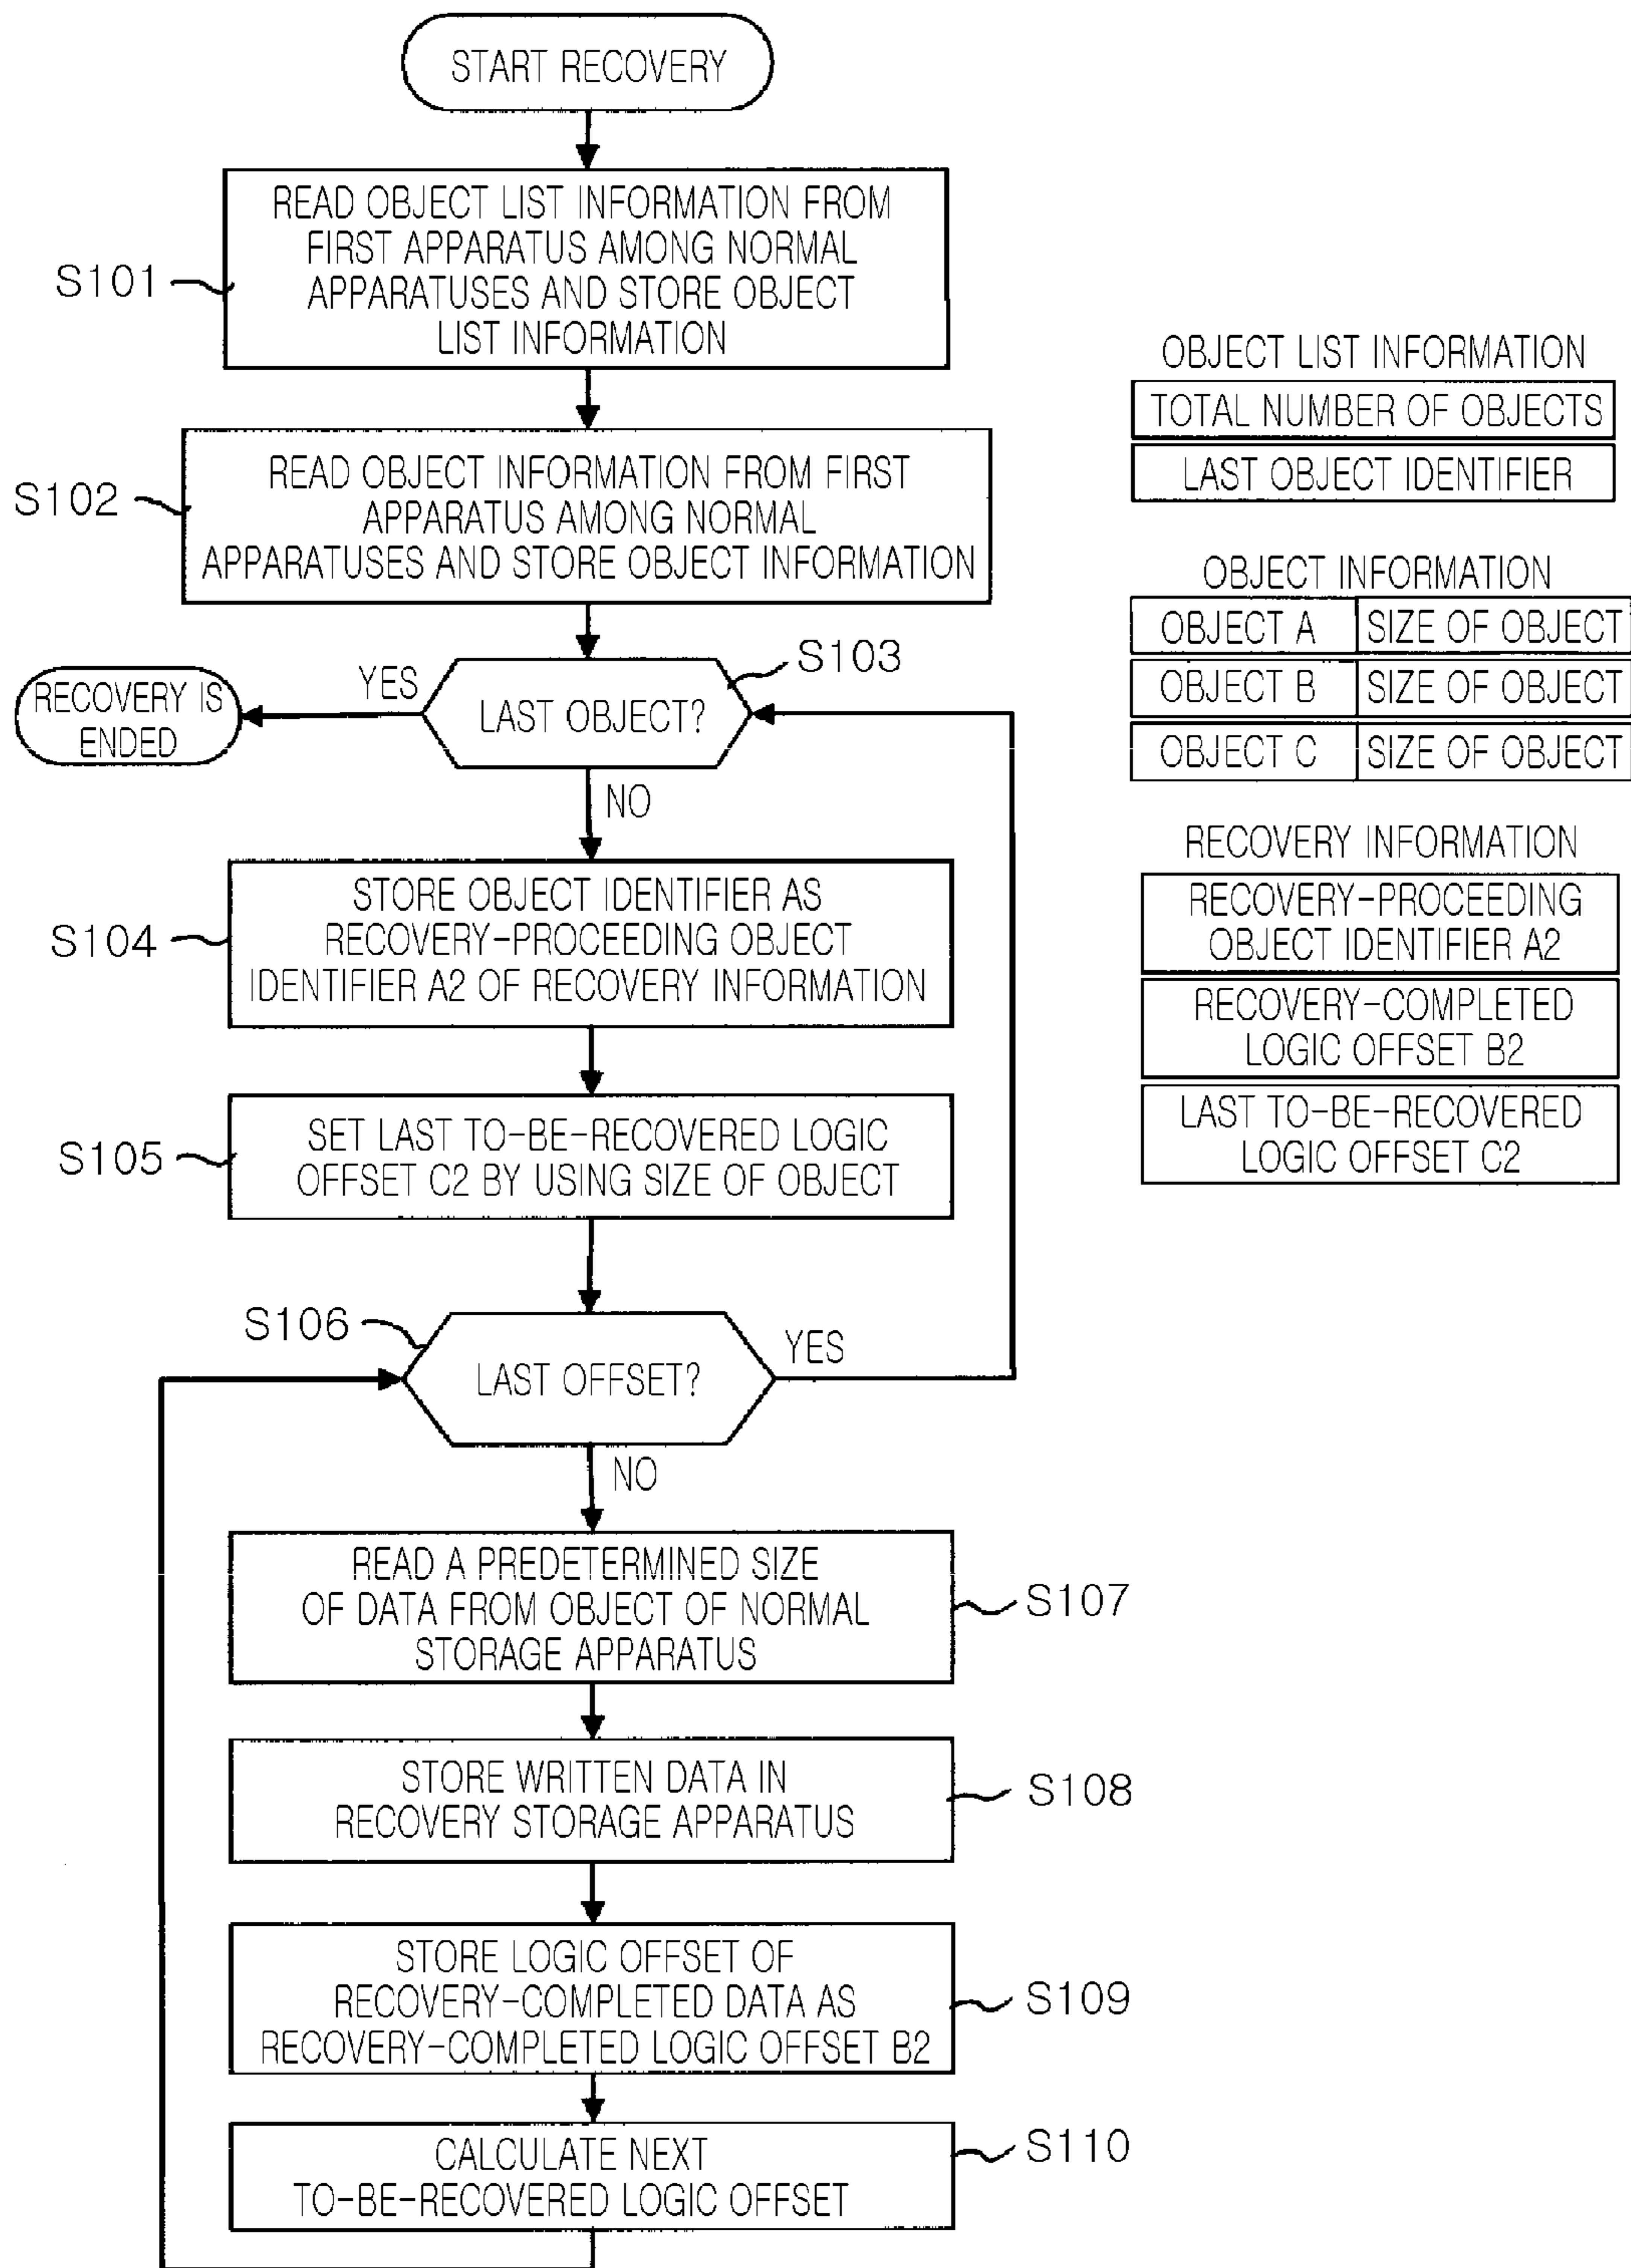 START RECOVERY
S101
READ OBJECT LIST INFORMATION FROM
FIRST APPARATUS AMONG NORMAL
APPARATUSES AND STORE OBJECT
LIST INFORMATION
S102
READ OBJECT INFORMATION FROM FIRST
APPARATUS AMONG NORMAL
APPARATUSES AND STORE OBJECT INFORMATION
S103
LAST OBJECT?
YES
RECOVERY IS
ENDED
NO
S104
STORE OBJECT IDENTIFIER AS
RECOVERY-PROCEEDING OBJECT
IDENTIFIER A2 OF RECOVERY INFORMATION
S105
SET LAST TO-BE-RECOVERED LOGIC
OFFSET C2 BY USING SIZE OF OBJECT
S106
LAST OFFSET?
YES
NO
READ A PREDETERMINED SIZE
OF DATA FROM OBJECT OF NORMAL
STORAGE APPARATUS
S107
STORE WRITTEN DATA IN
RECOVERY STORAGE APPARATUS
S108
STORE LOGIC OFFSET OF
RECOVERY-COMPLETED DATA AS
RECOVERY-COMPLETED LOGIC OFFSET B2
S109
CALCULATE NEXT
TO-BE-RECOVERED LOGIC OFFSET
S110
OBJECT LIST INFORMATION
TOTAL NUMBER OF OBJECTS
LAST OBJECT IDENTIFIER
OBJECT INFORMATION
OBJECT A SIZE OF OBJECT
OBJECT B SIZE OF OBJECT
OBJECT C SIZE OF OBJECT
RECOVERY INFORMATION
RECOVERY-PROCEEDING
OBJECT IDENTIFIER A2
RECOVERY-COMPLETED
LOGIC OFFSET B2
LAST TO-BE-RECOVERED
LOGIC OFFSET C2